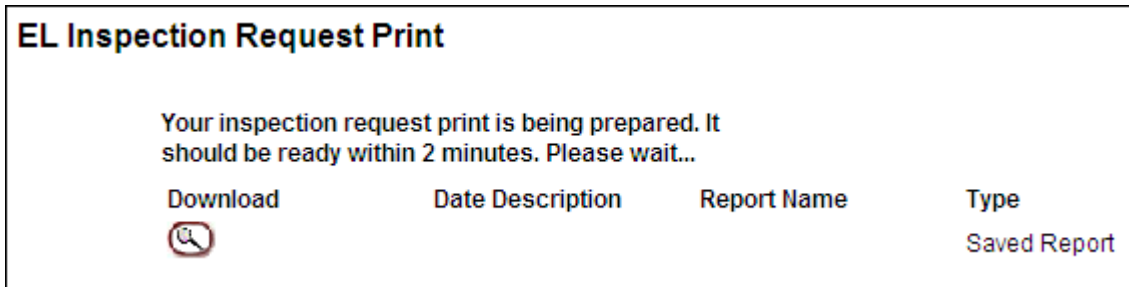 EL Inspection Request Print
Your inspection request print is being prepared. It
should be ready within 2 minutes. Please wait...
Download Date Description Report Name Type
Saved Report